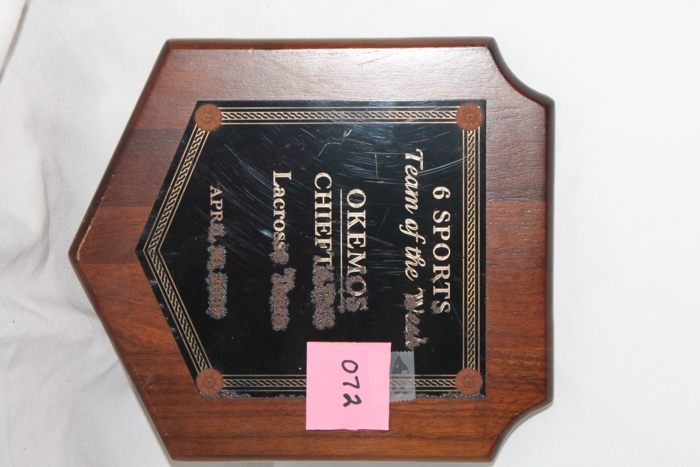 6 SPORTS
Team of the Week
OKEMOS
CHIEFTAINS
Lacrosse Team
APRIL
072